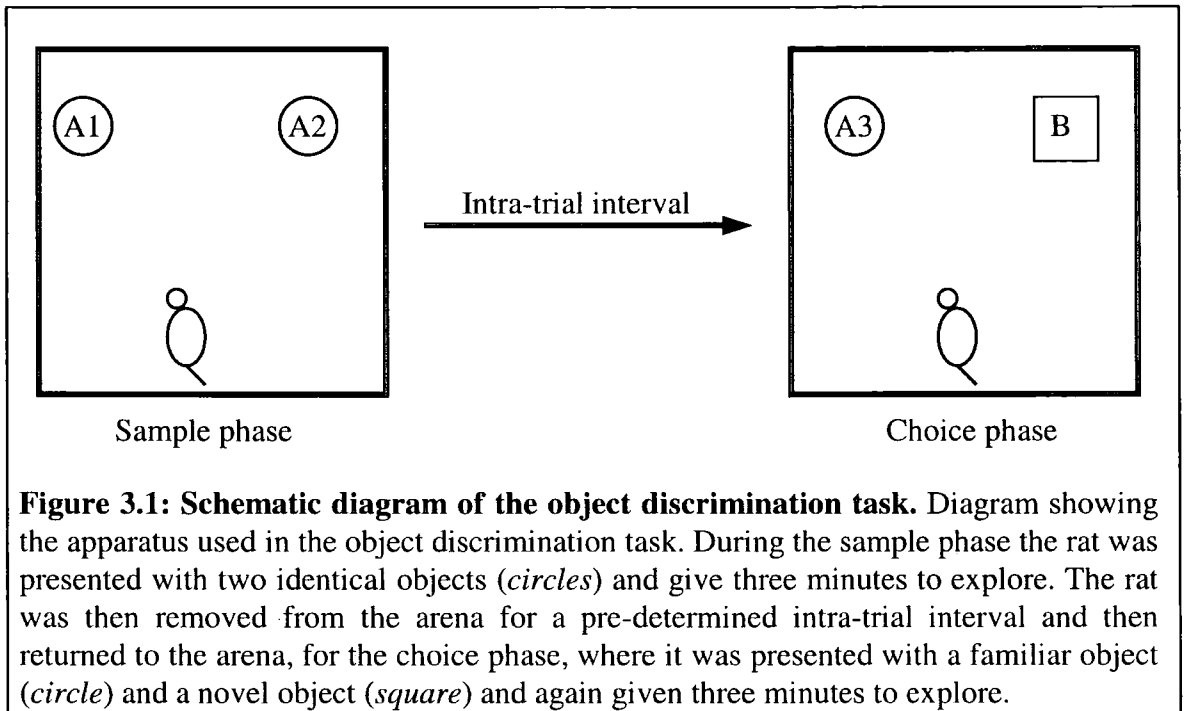 A1 A2 A3 B
Intra-trial interval
Sample phase Choice phase
Figure 3.1: Schematic diagram of the object discrimination task. Diagram showing
the apparatus used in the object discrimination task. During the sample phase the rat was
presented with two identical objects (circles) and give three minutes to explore. The rat
was then removed from the arena for a pre-determined intra-trial interval and then
returned to the arena, for the choice phase, where it was presented with a familiar object
(circle) and a novel object (square) and again given three minutes to explore.